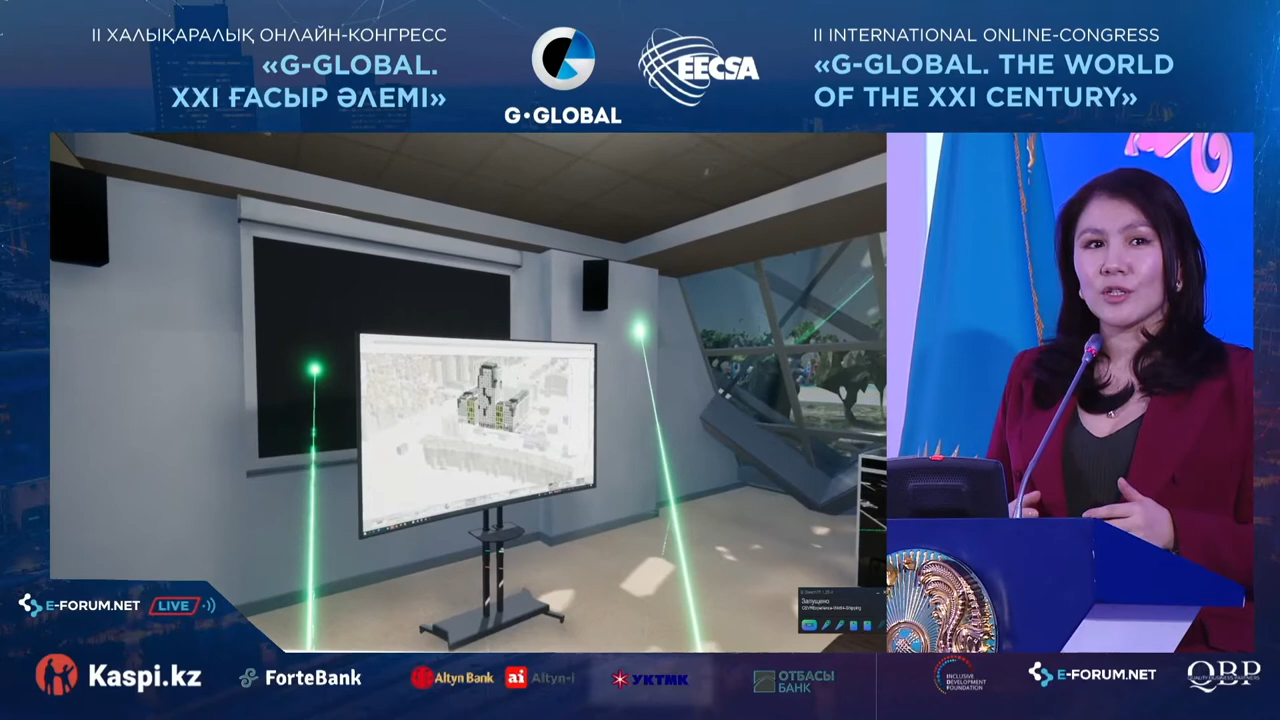 II ХАЛЫҚАРАЛЫҚ ОНЛАЙН-КОНГРЕСС
«G-GLOBAL.
XXI ҒАСЫР ӘЛЕМІ»
G·GLOBAL
EECSA
II INTERNATIONAL ONLINE-CONGRESS
«G-GLOBAL. THE WORLD
OF THE XXI CENTURY»
Запущено
E-FORUM.NET LIVE
Kaspi.kz
ForteBank
Altyn Bank
ai Altyn-i
УКТМК
ОТБАСЫ
БАНК
INCLUSIVE
DEVELOPMENT
FOUNDATION
E-FORUM.NET
QBP